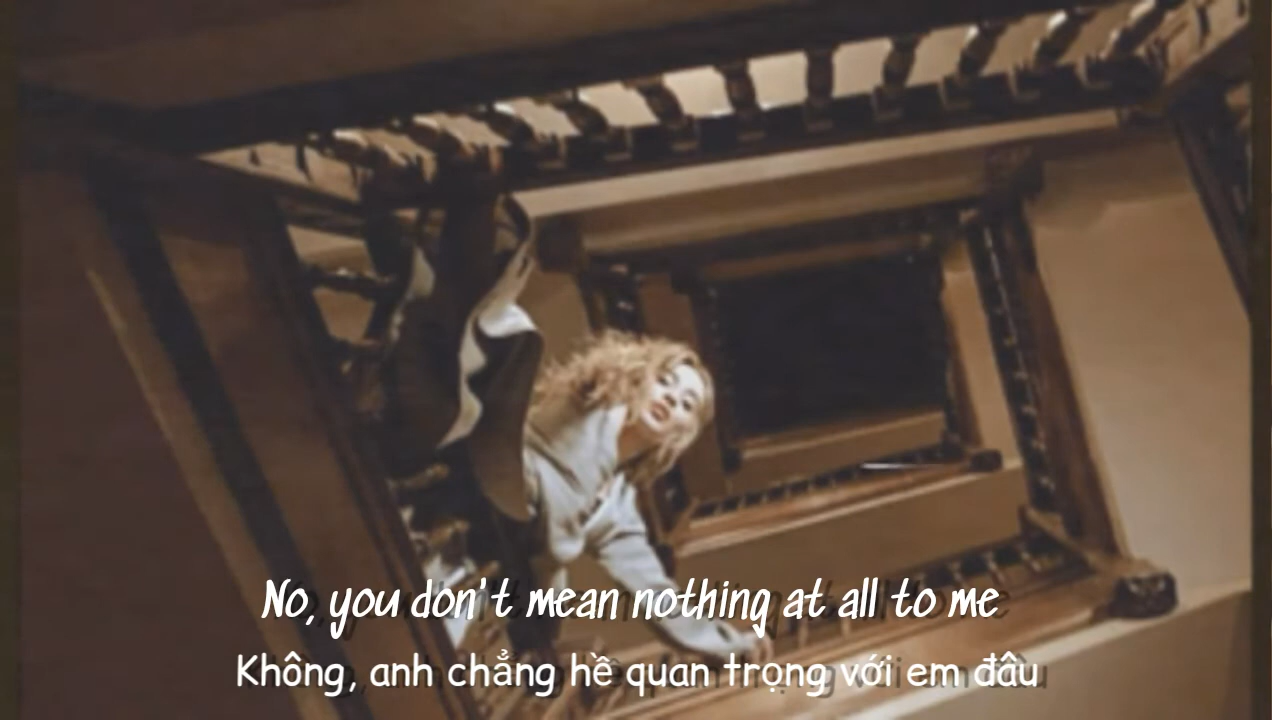 No, you don't mean nothing at all to me
Không, anh chẳng hề quan trọng với em đâu